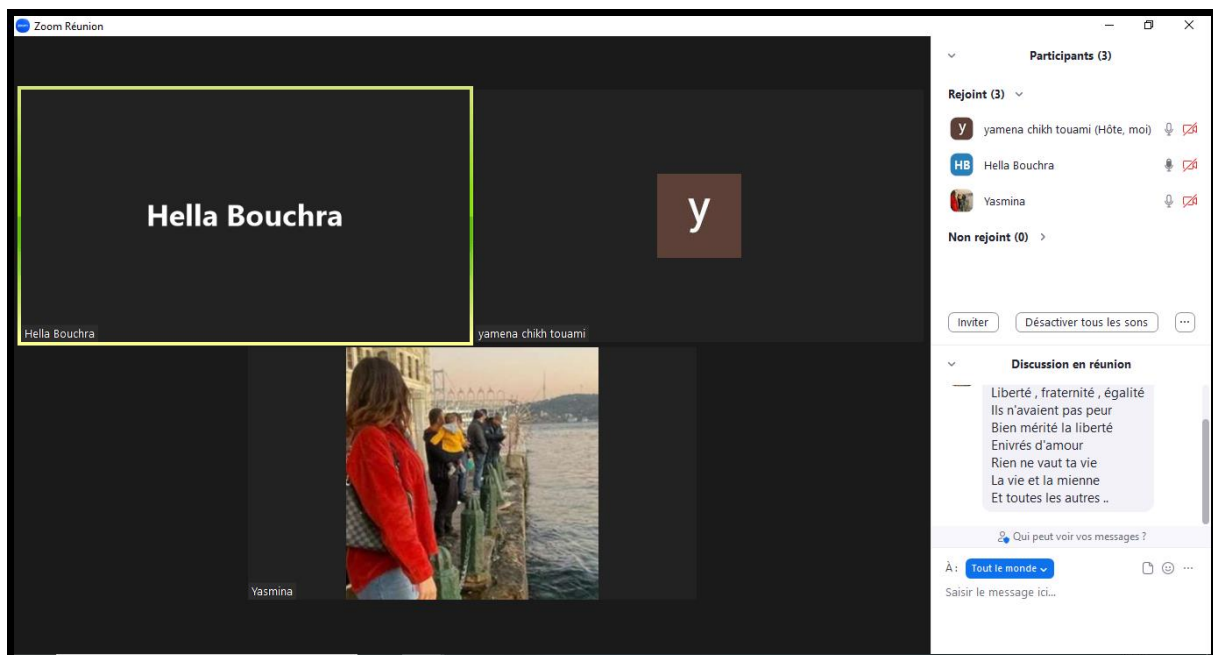 Zoom Réunion
Hella Bouchra
Hella Bouchra
y
yamena chikh touami
Yasmina
Participants (3)
Rejoint (3)
y yamena chikh touami (Hôte, moi)
HB Hella Bouchra
Yasmina
Non rejoint (0)
Inviter Désactiver tous les sons ...
Discussion en réunion
Liberté , fraternité , égalité
Ils n'avaient pas peur
Bien mérité la liberté
Enivrés d'amour
Rien ne vaut ta vie
La vie et la mienne
Et toutes les autres ..
Qui peut voir vos messages ?
À : Tout le monde
Saisir le message ici...